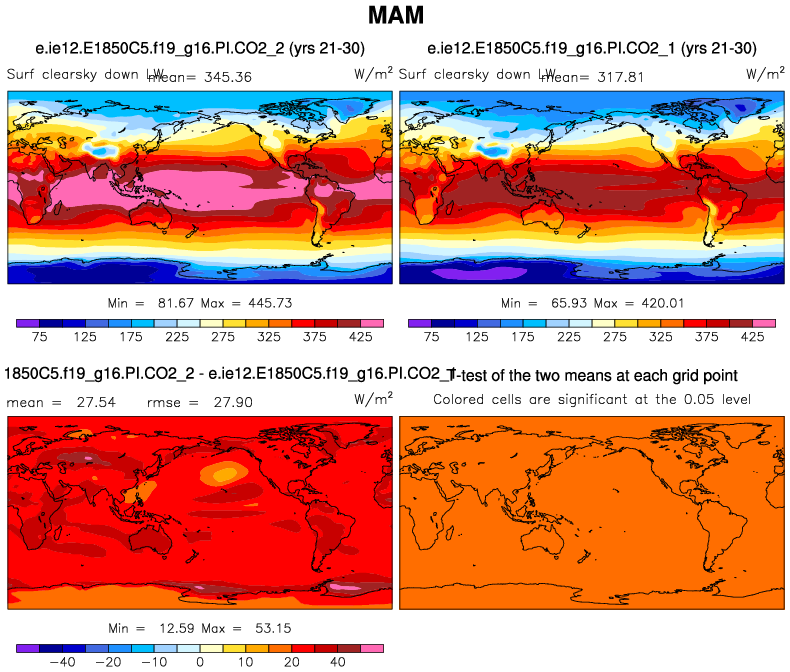 MAM
e.ie12.E1850C5.f19_g16.PI.CO2_2 (yrs 21-30)
e.ie12.E1850C5.f19_g16.PI.CO2_1 (yrs 21-30)
Surf clearsky down LW mean= 345.36 W/m²
Surf clearsky down LW mean= 317.81 W/m²
Min = 81.67 Max = 445.73
Min = 65.93 Max = 420.01
75 125 175 225 275 325 375 425
75 125 175 225 275 325 375 425
1850C5.f19_g16.PI.CO2_2 - e.ie12.E1850C5.f19_g16.PI.CO2_1
T-test of the two means at each grid point
mean = 27.54 rmse = 27.90 W/m²
Colored cells are significant at the 0.05 level
Min = 12.59 Max = 53.15
−40 −20 −10 0 10 20 40